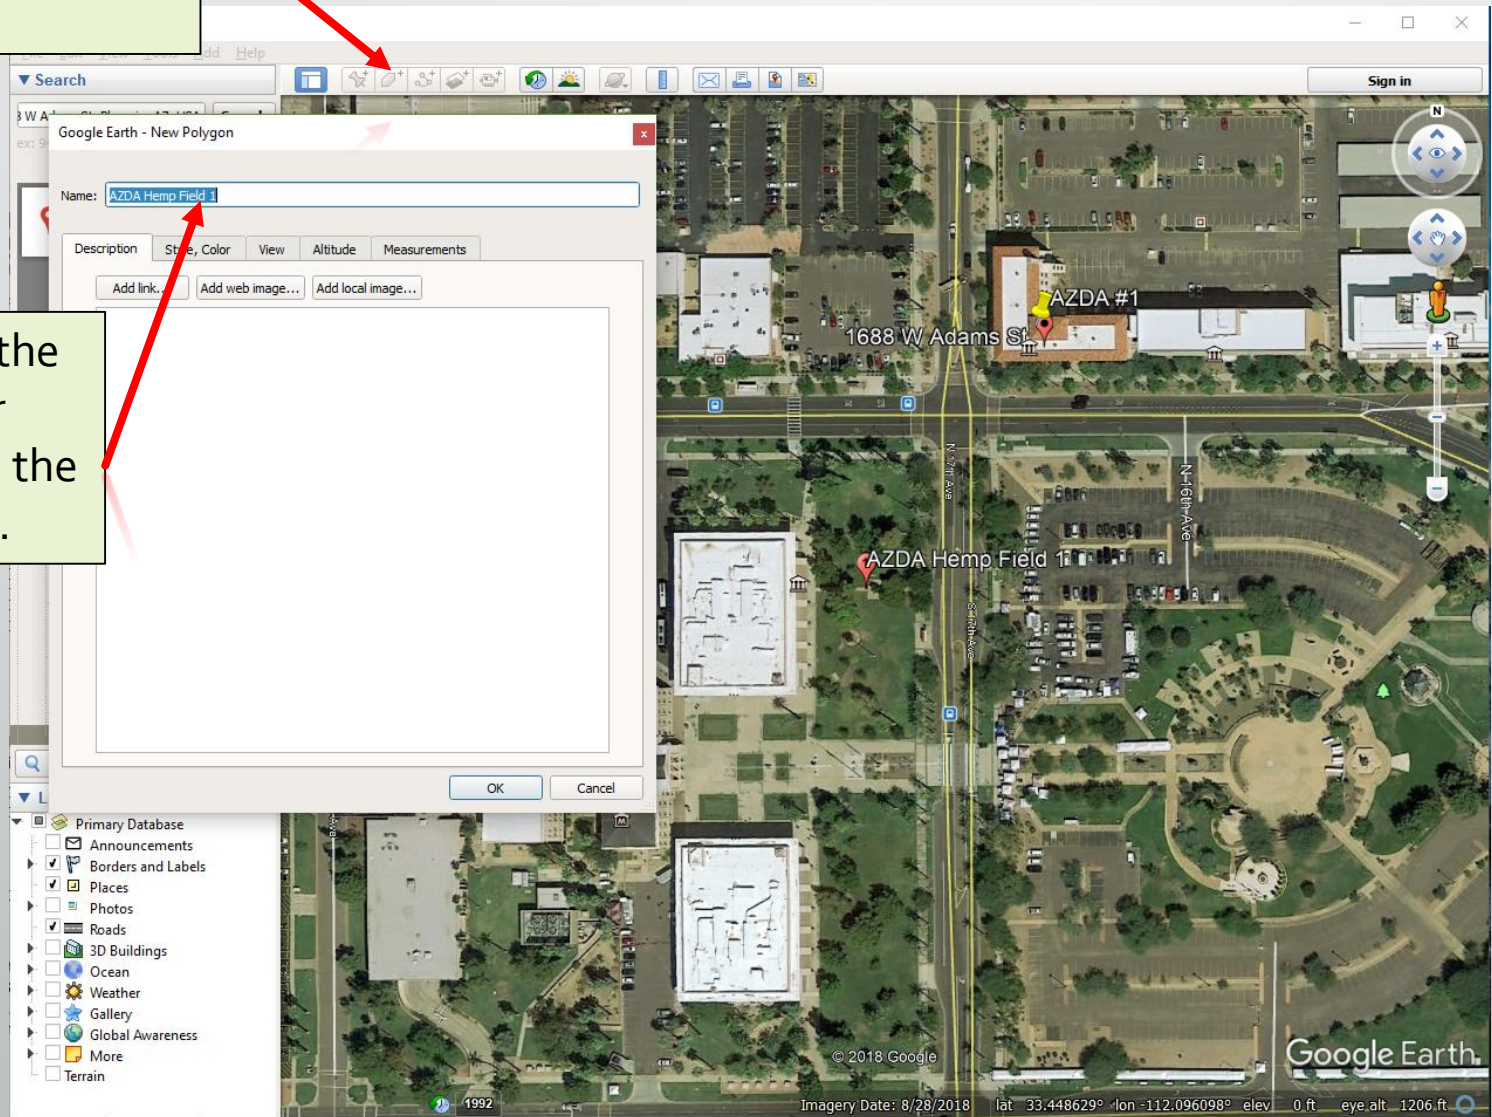 Help
Search
Sign in
Google Earth - New Polygon
Name: AZDA Hemp Field 1
Description Style, Color View Altitude Measurements
Add link... Add web image... Add local image...
the
the
.
OK Cancel
Primary Database
Announcements
Borders and Labels
Places
Photos
Roads
3D Buildings
Ocean
Weather
Gallery
Global Awareness
More
Terrain
N
AZDA #1
1688 W Adams St
N 17th Ave
N 16th Ave
AZDA Hemp Field 1
S 17th Ave
© 2018 Google
Google Earth
1992
Imagery Date: 8/28/2018 lat 33.448629° lon -112.096098° elev 0 ft eye alt 1206 ft